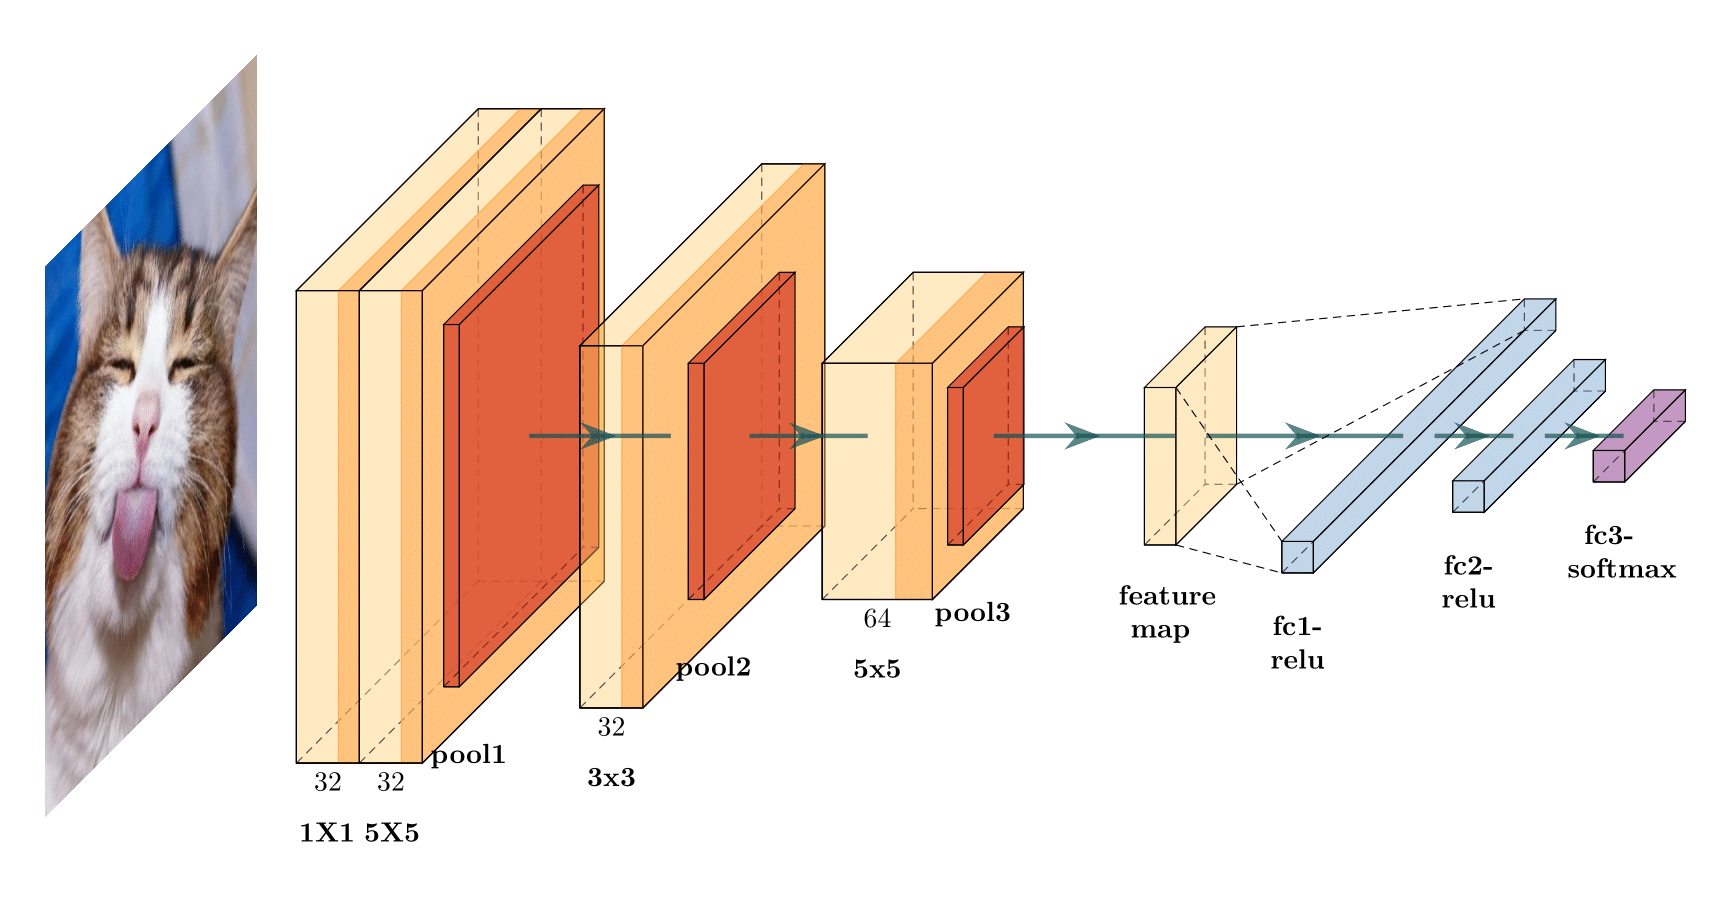 32 32
1X1 5X5
pool1
32
3x3
pool2
64
5x5
pool3
feature
map
fc1-
relu
fc2-
relu
fc3-
softmax